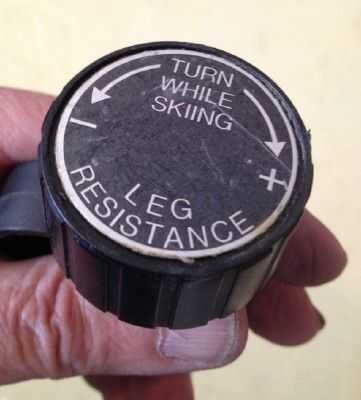 TURN
WHILE
SKIING
- +
LEG
RESISTANCE